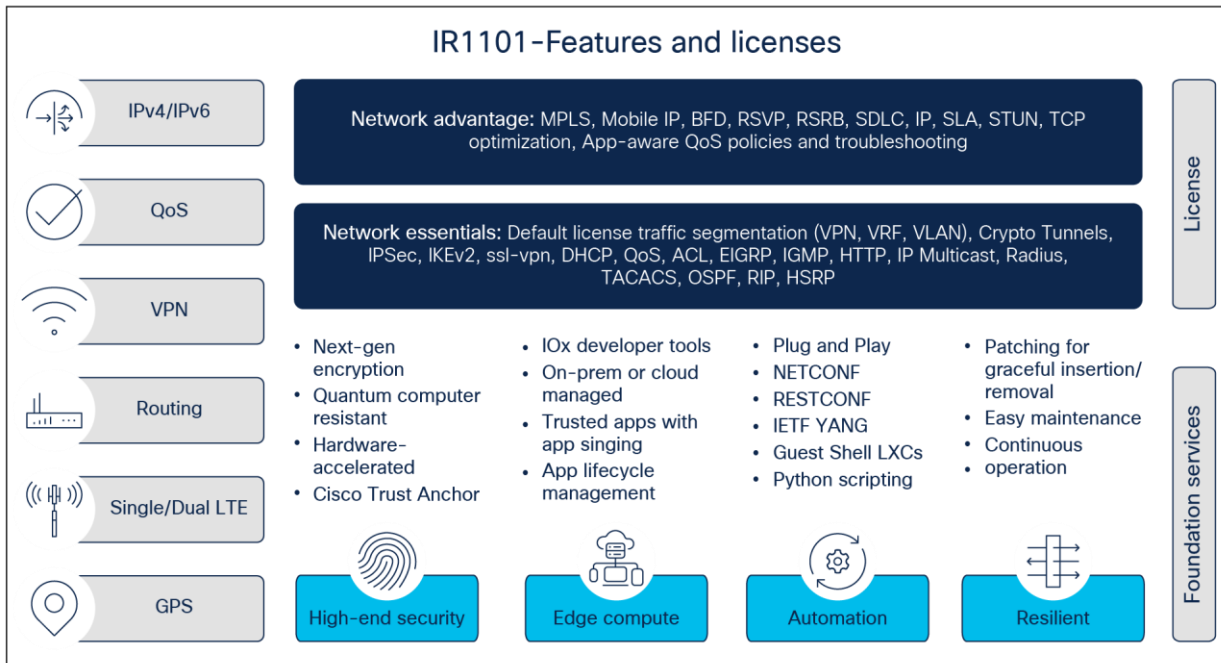 IR1101-Features and licenses
IPv4/IPv6
QoS
VPN
Routing
Single/Dual LTE
GPS
Network advantage: MPLS, Mobile IP, BFD, RSVP, RSRB, SDLC, IP, SLA, STUN, TCP
optimization, App-aware QoS policies and troubleshooting
Network essentials: Default license traffic segmentation (VPN, VRF, VLAN), Crypto Tunnels,
IPSec, IKEv2, ssl-vpn, DHCP, QoS, ACL, EIGRP, IGMP, HTTP, IP Multicast, Radius,
TACACS, OSPF, RIP, HSRP
License
• Next-gen
encryption
• Quantum computer
resistant
• Hardware-
accelerated
• Cisco Trust Anchor
High-end security
• IOx developer tools
• On-prem or cloud
managed
• Trusted apps with
app singing
• App lifecycle
management
Edge compute
• Plug and Play
• NETCONF
• RESTCONF
• IETF YANG
• Guest Shell LXCs
• Python scripting
Automation
• Patching for
graceful insertion/
removal
• Easy maintenance
• Continuous
• operation
Resilient
Foundation services